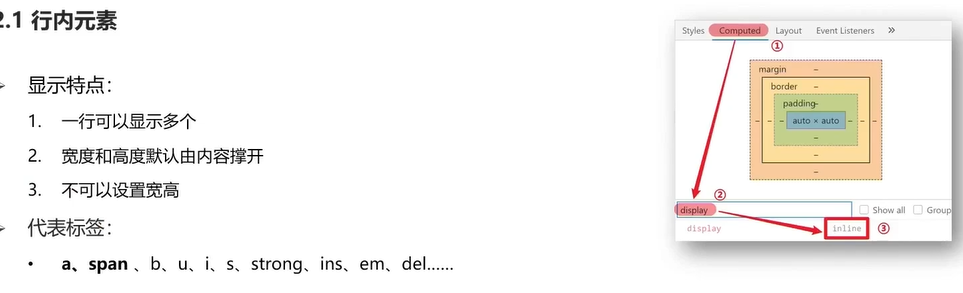 2.1 行内元素
显示特点：
1. 一行可以显示多个
2. 宽度和高度默认由内容撑开
3. 不可以设置宽高
代表标签：
• a、span 、b、u、i、s、strong、ins、em、del……
Styles Computed Layout Event Listeners »
①
margin –
border –
padding –
– – – auto × auto – – –
–
–
–
②
display Show all Group
display inline ③